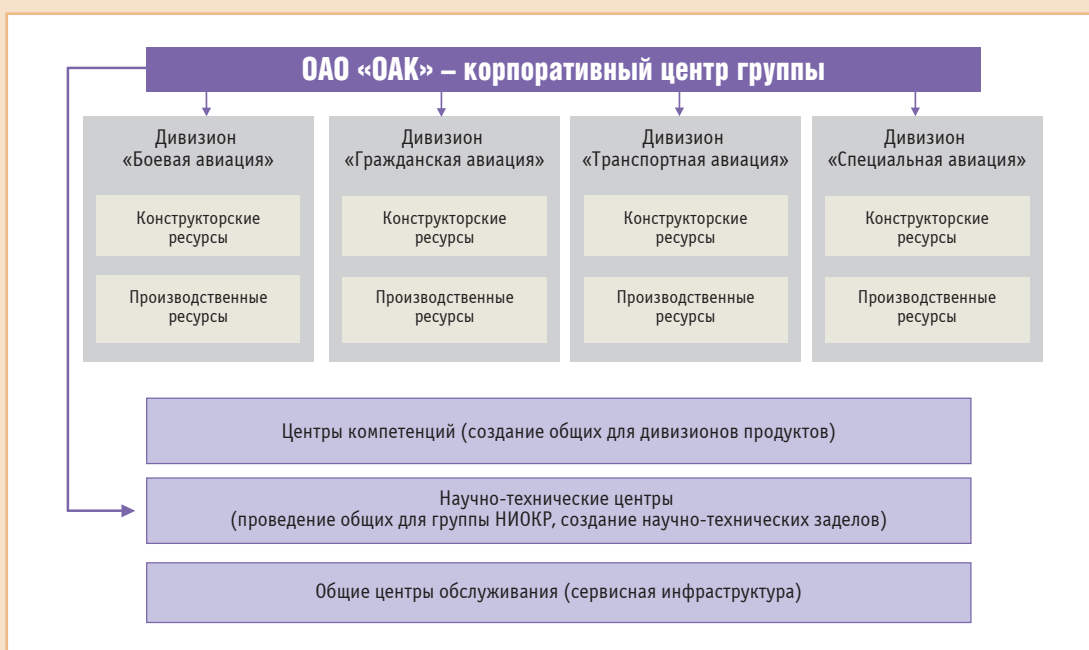 ОАО «ОАК» – корпоративный центр группы
Дивизион
«Боевая авиация»
Конструкторские
ресурсы
Производственные
ресурсы
Дивизион
«Гражданская авиация»
Конструкторские
ресурсы
Производственные
ресурсы
Дивизион
«Транспортная авиация»
Конструкторские
ресурсы
Производственные
ресурсы
Дивизион
«Специальная авиация»
Конструкторские
ресурсы
Производственные
ресурсы
Центры компетенций (создание общих для дивизионов продуктов)
Научно-технические центры
(проведение общих для группы НИОКР, создание научно-технических заделов)
Общие центры обслуживания (сервисная инфраструктура)